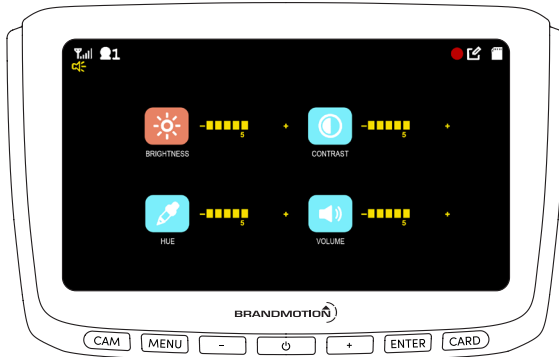 1
- 5 +
- 5 +
BRIGHTNESS
CONTRAST
- 5 +
- 5 +
HUE
VOLUME
BRANDMOTION
CAM MENU - + ENTER CARD